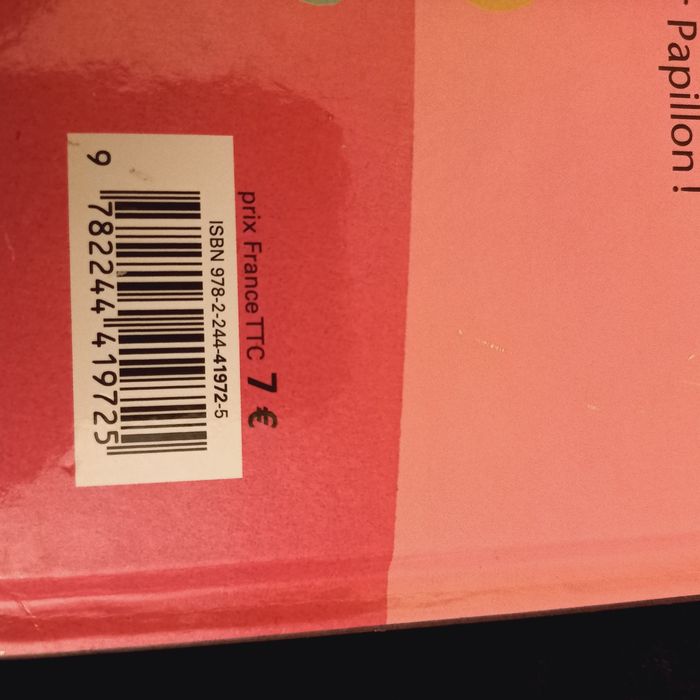 - Papillon !
prix France TTC 7 €
ISBN 978-2-244-41972-5
9 782244 419725